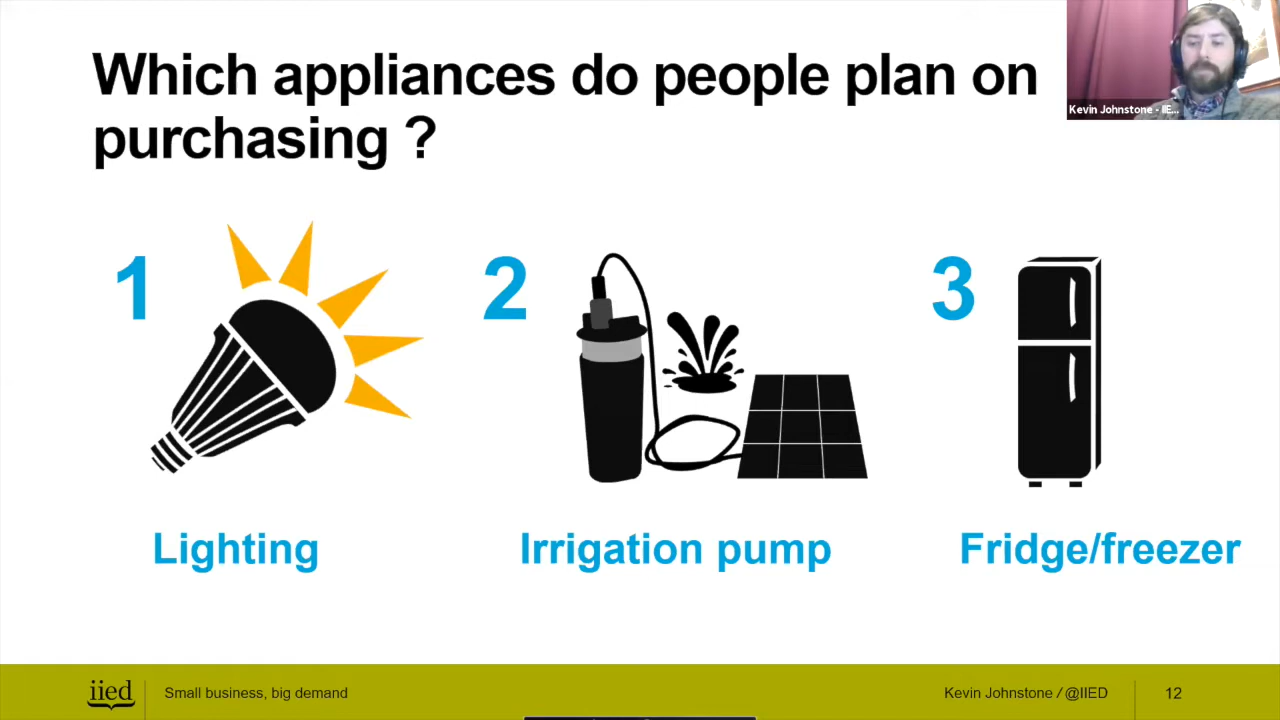 Which appliances do people plan on
purchasing ?
Kevin Johnstone - IIE...
1
2
3
Lighting
Irrigation pump
Fridge/freezer
iied
Small business, big demand
Kevin Johnstone / @IIED
12